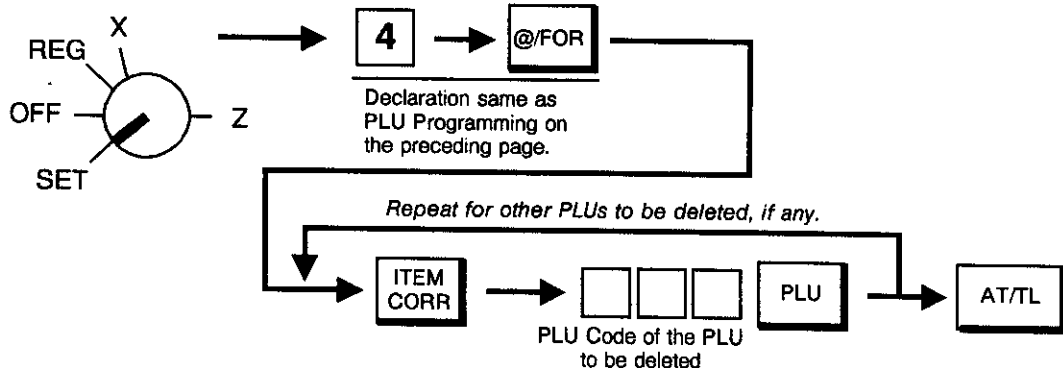 X
REG
OFF
Z
SET
4
@/FOR
Declaration same as
PLU Programming on
the preceding page.
Repeat for other PLUs to be deleted, if any.
ITEM
CORR
PLU
AT/TL
PLU Code of the PLU
to be deleted